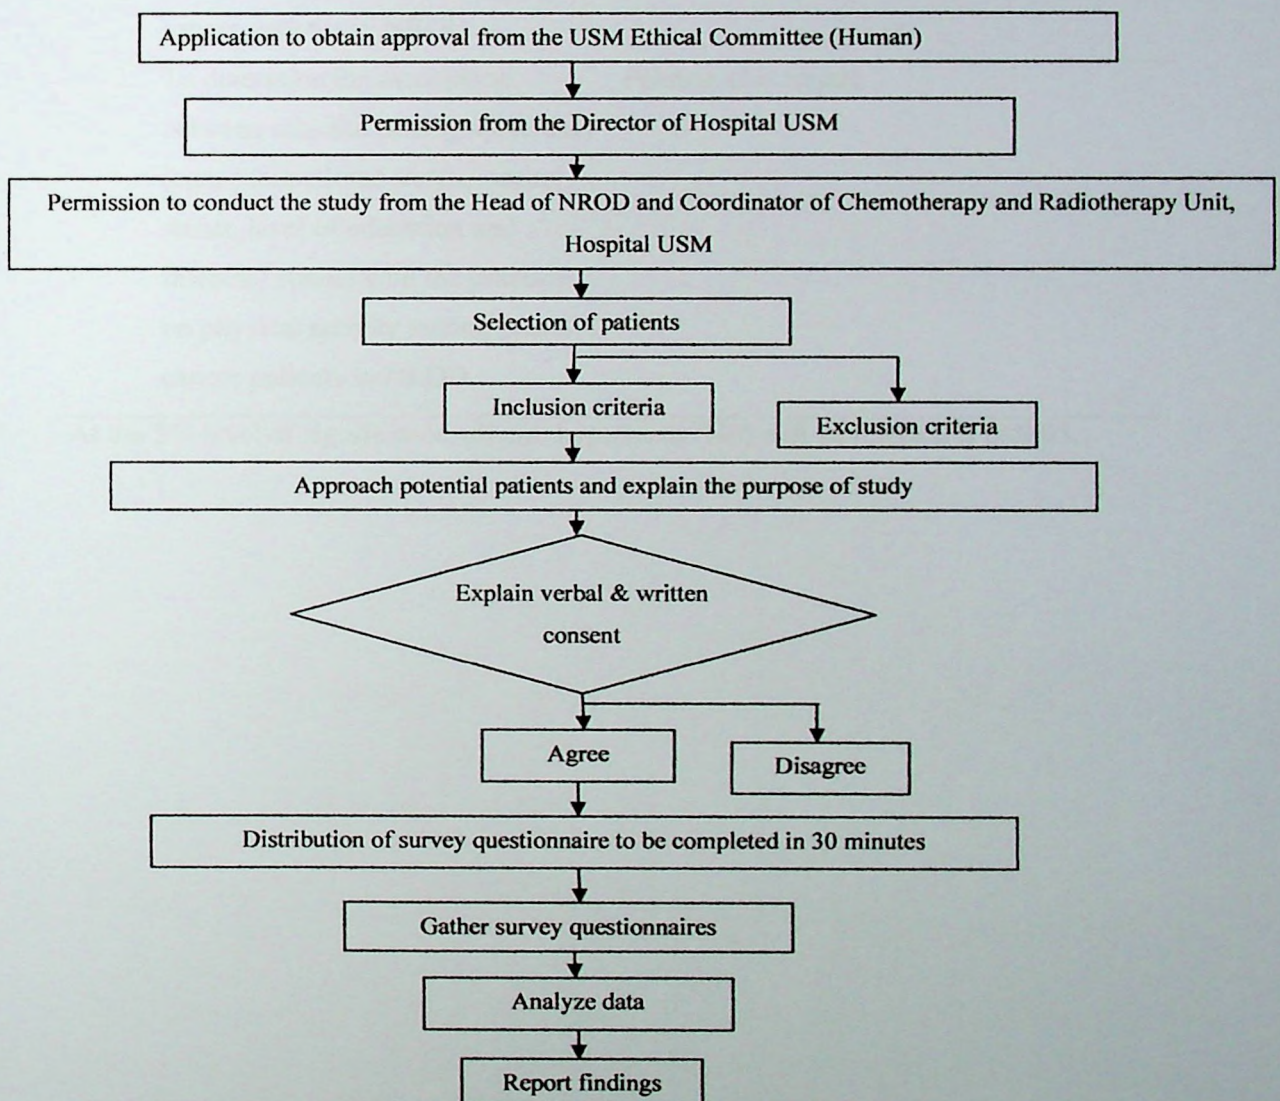 Application to obtain approval from the USM Ethical Committee (Human)
Permission from the Director of Hospital USM
Permission to conduct the study from the Head of NROD and Coordinator of Chemotherapy and Radiotherapy Unit,
Hospital USM
Selection of patients
Inclusion criteria
Exclusion criteria
Approach potential patients and explain the purpose of study
Explain verbal & written
consent
Agree
Disagree
Distribution of survey questionnaire to be completed in 30 minutes
Gather survey questionnaires
Analyze data
Report findings